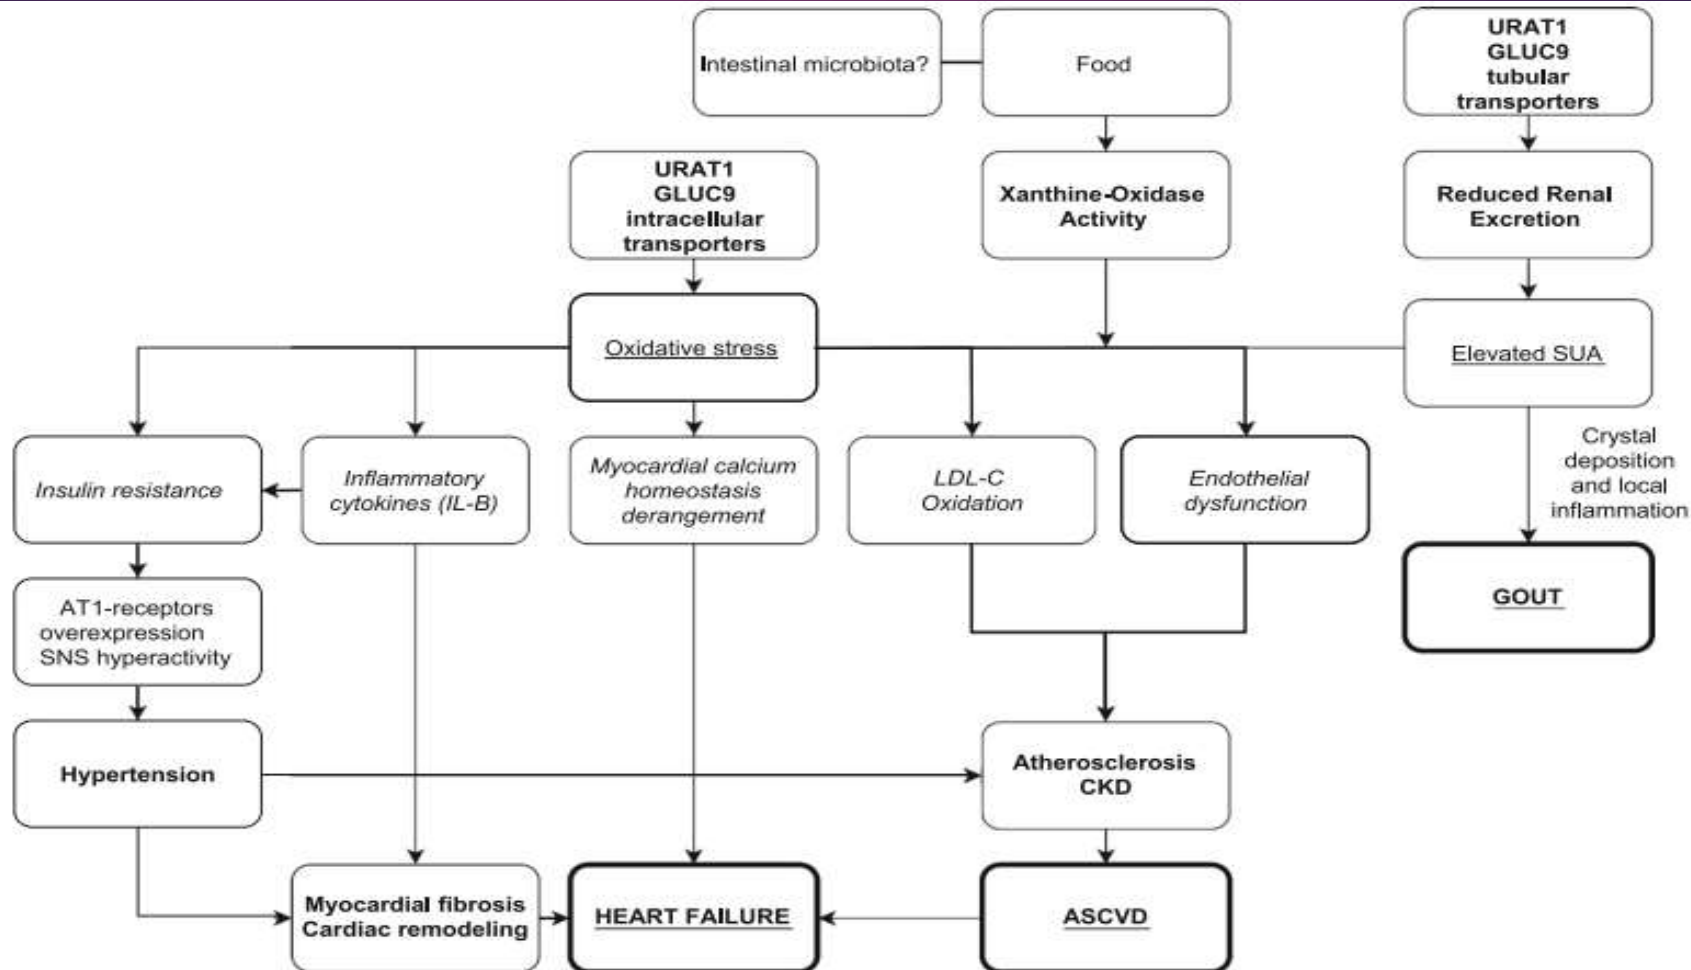 Intestinal microbiota?
Food
URAT1
GLUC9
tubular
transporters
URAT1
GLUC9
intracellular
transporters
Xanthine-Oxidase
Activity
Reduced Renal
Excretion
Oxidative stress
Elevated SUA
Insulin resistance
Inflammatory
cytokines (IL-B)
Myocardial calcium
homeostasis
derangement
LDL-C
Oxidation
Endothelial
dysfunction
Crystal
deposition
and local
inflammation
AT1-receptors
overexpression
SNS hyperactivity
GOUT
Hypertension
Atherosclerosis
CKD
Myocardial fibrosis
Cardiac remodeling
HEART FAILURE
ASCVD